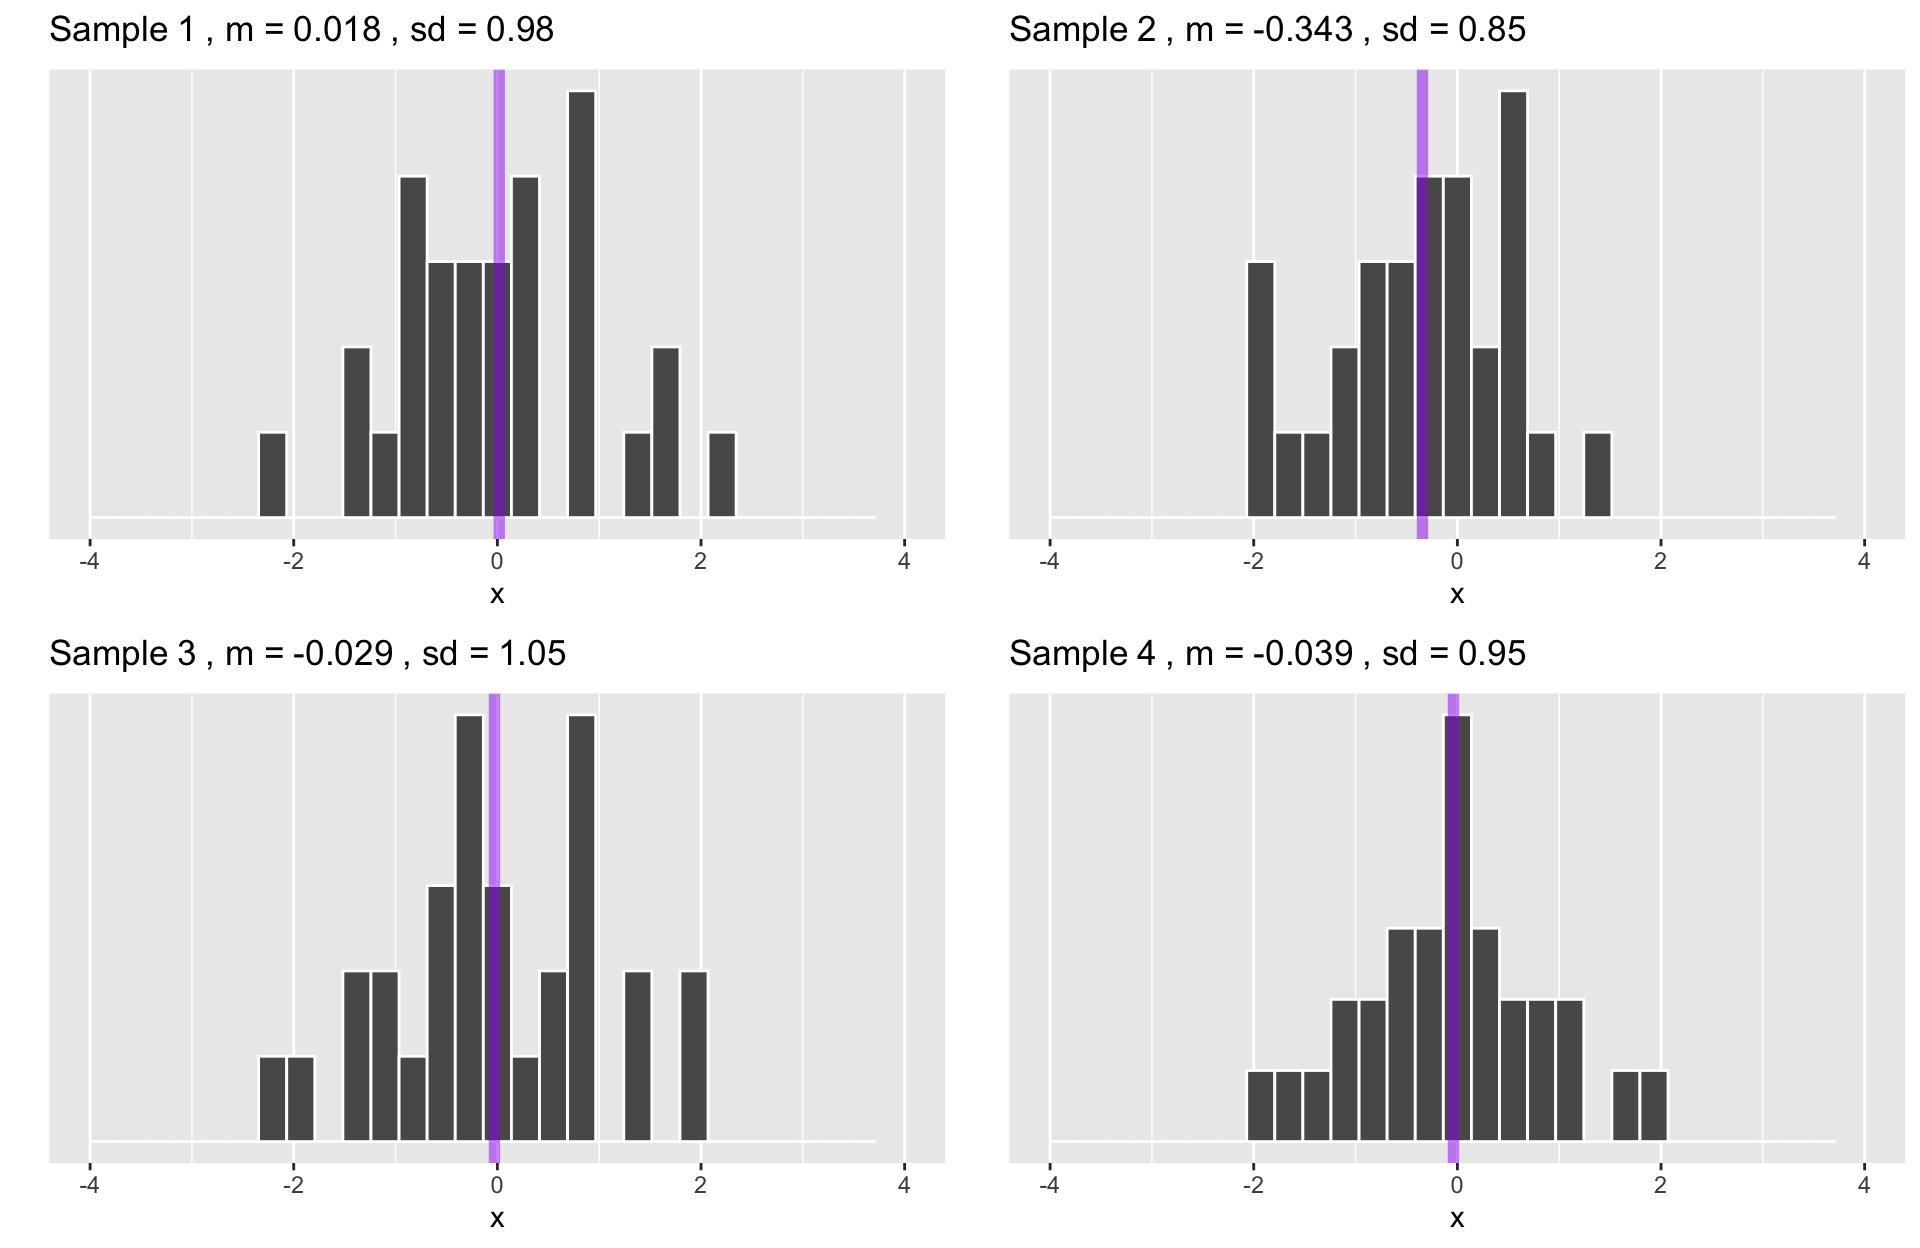 Sample 1 , m = 0.018 , sd = 0.98
-4 -2 0 2 4
x
Sample 2 , m = -0.343 , sd = 0.85
-4 -2 0 2 4
x
Sample 3 , m = -0.029 , sd = 1.05
-4 -2 0 2 4
x
Sample 4 , m = -0.039 , sd = 0.95
-4 -2 0 2 4
x